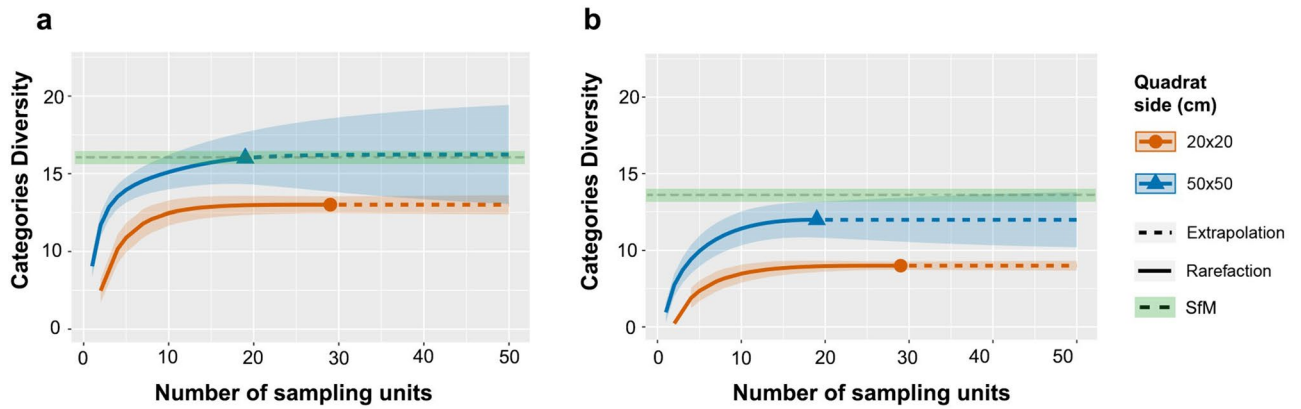 a
Categories Diversity
20
15
10
0
0 10 20 30 40 50
Number of sampling units
b
Categories Diversity
20
15
10
0
0 10 20 30 40 50
Number of sampling units
Quadrat
side (cm)
20x20
50x50
Extrapolation
Rarefaction
SfM